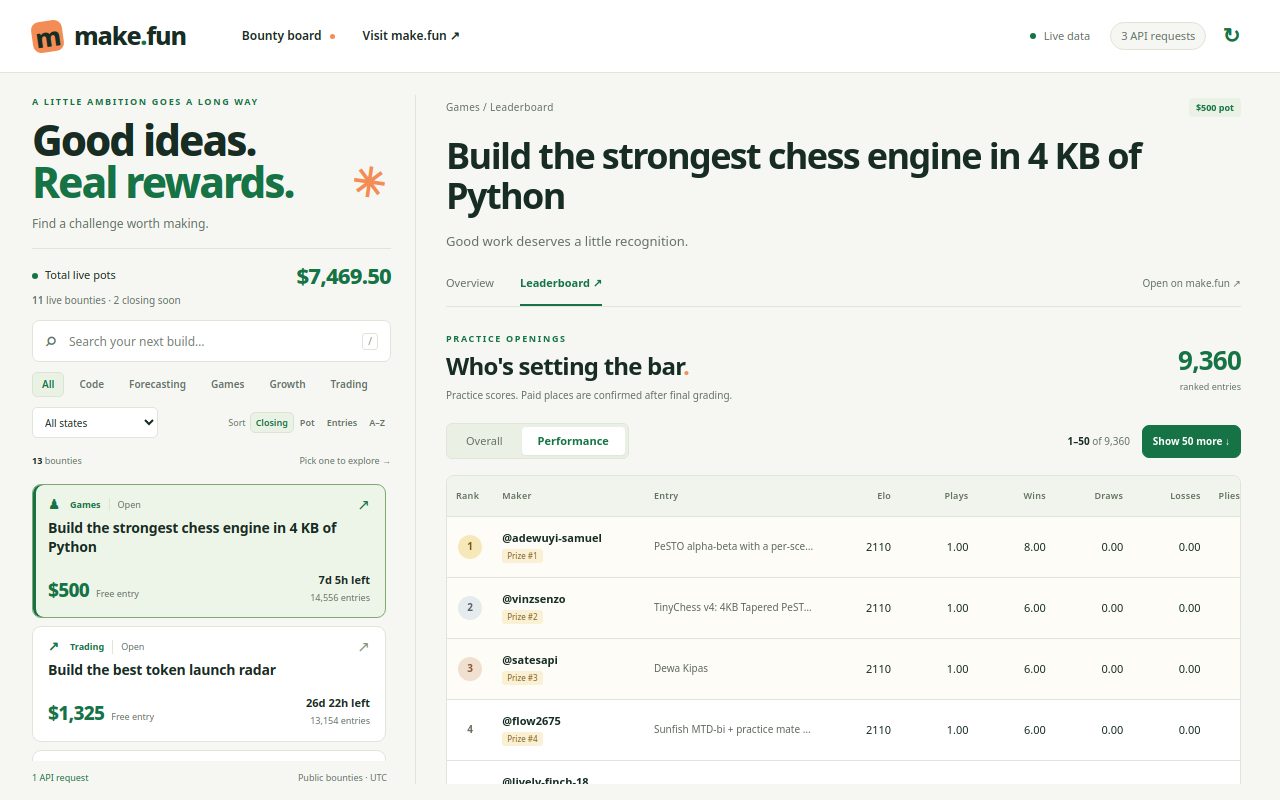 make.fun
Bounty board
Visit make.fun ↗
Live data
3 API requests
↻
A LITTLE AMBITION GOES A LONG WAY
Good ideas.
Real rewards.
Find a challenge worth making.
Total live pots
$7,469.50
11 live bounties · 2 closing soon
Search your next build...
/
All
Code
Forecasting
Games
Growth
Trading
All states
Sort
Closing
Pot
Entries
A–Z
13 bounties
Pick one to explore →
Games
Open
↗
Build the strongest chess engine in 4 KB of
Python
$500 Free entry
7d 5h left
14,556 entries
Trading
Open
↗
Build the best token launch radar
$1,325 Free entry
26d 22h left
13,154 entries
1 API request
Public bounties · UTC
Games / Leaderboard
$500 pot
Build the strongest chess engine in 4 KB of
Python
Good work deserves a little recognition.
Overview
Leaderboard ↗
Open on make.fun ↗
PRACTICE OPENINGS
Who's setting the bar.
Practice scores. Paid places are confirmed after final grading.
9,360
ranked entries
Overall
Performance
1–50 of 9,360
Show 50 more ↓
Rank Maker Entry Elo Plays Wins Draws Losses Plies
1 @adewuyi-samuel PeSTO alpha-beta with a per-sce... 2110 1.00 8.00 0.00 0.00
Prize #1
2 @vinzsenzo TinyChess v4: 4KB Tapered PeST... 2110 1.00 6.00 0.00 0.00
Prize #2
3 @satesapi Dewa Kipas 2110 1.00 6.00 0.00 0.00
Prize #3
4 @flow2675 Sunfish MTD-bi + practice mate ... 2110 1.00 6.00 0.00 0.00
Prize #4
@lively-finch-18